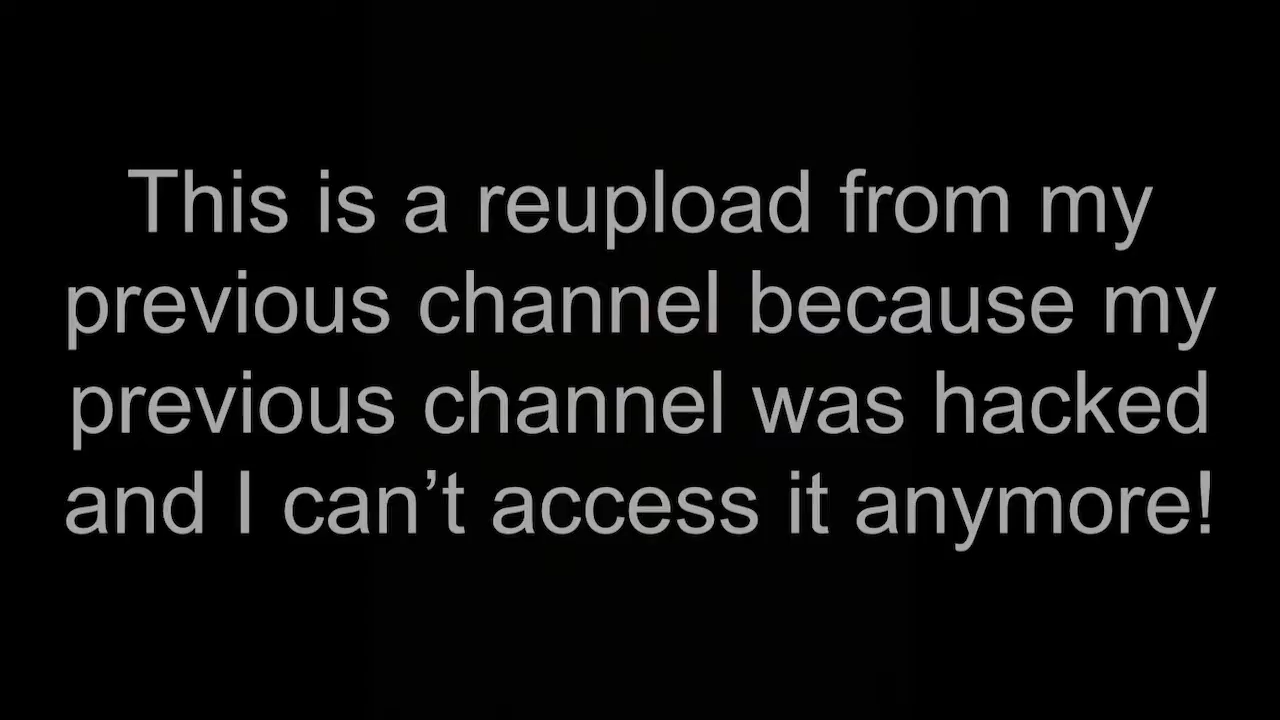 This is a reupload from my
previous channel because my
previous channel was hacked
and I can’t access it anymore!